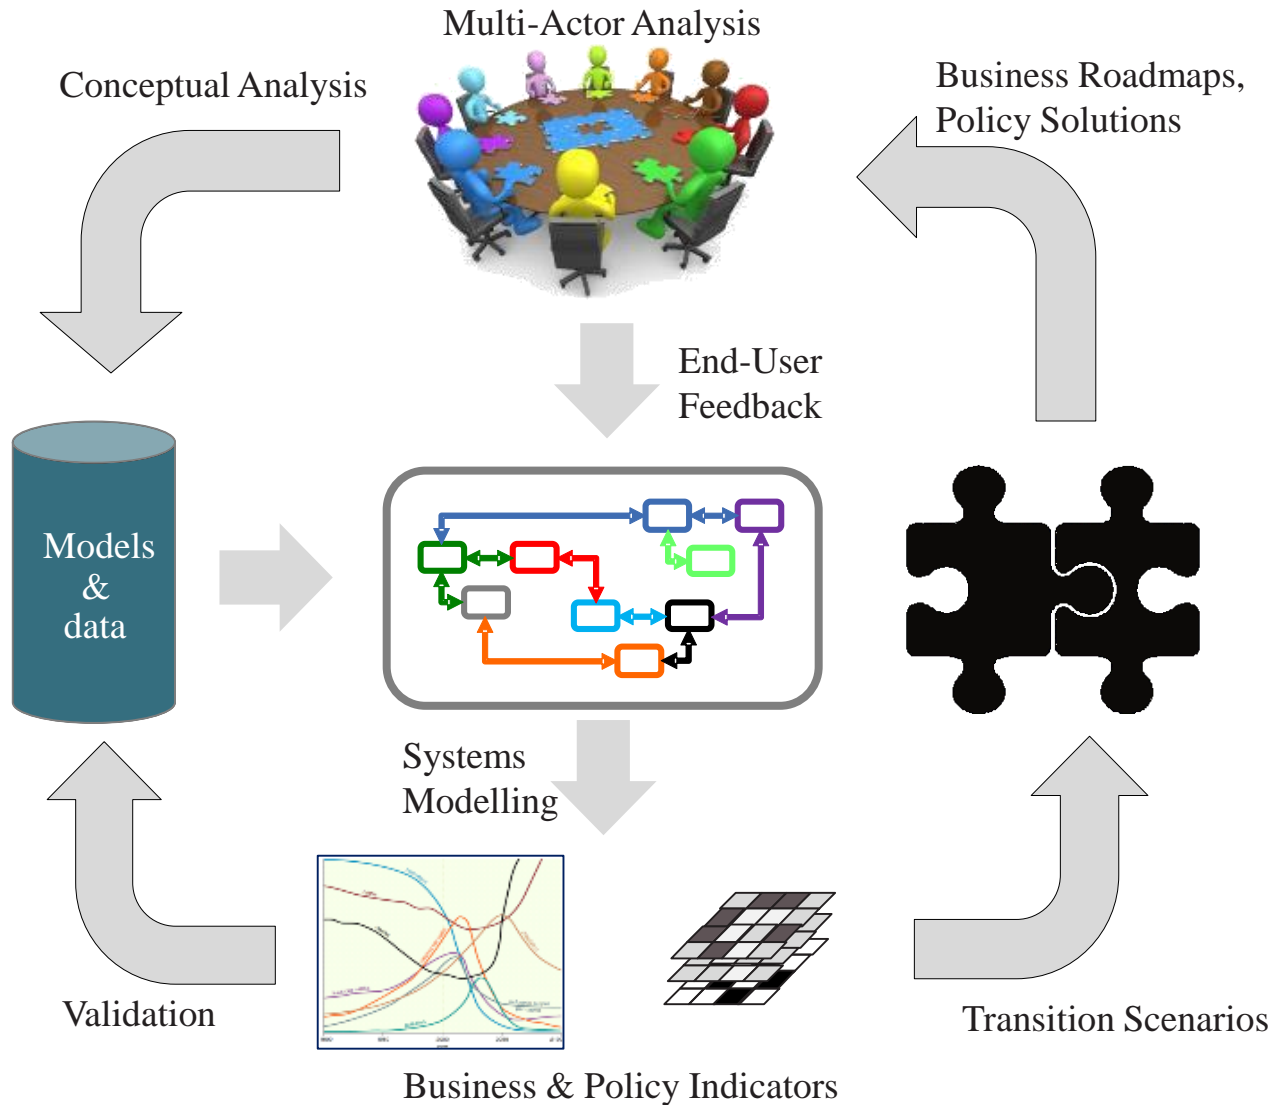 Multi-Actor Analysis
Conceptual Analysis
Business Roadmaps,
Policy Solutions
End-User
Feedback
Models
&
data
Systems
Modelling
Validation
Transition Scenarios
Business & Policy Indicators